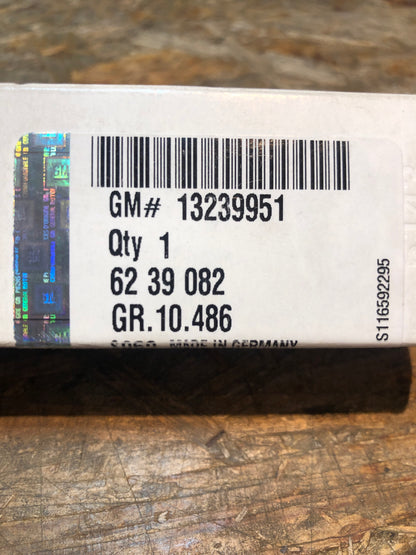 GM# 13239951
Qty 1
62 39 082
GR.10.486
MADE IN GERMANY
S116592295